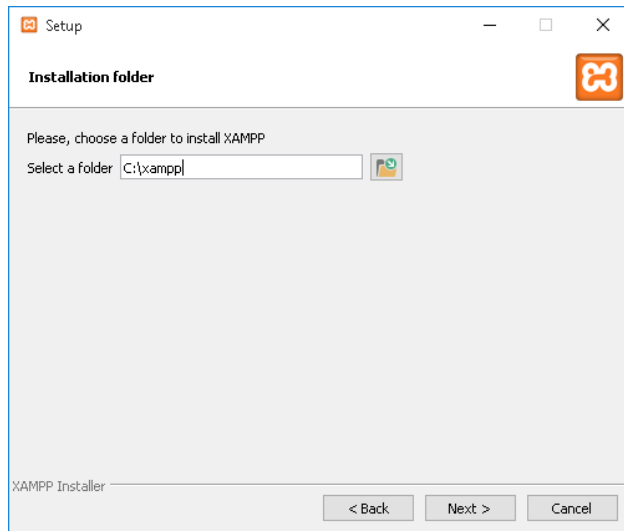 Setup
Installation folder
Please, choose a folder to install XAMPP
Select a folder C:\xampp
XAMPP Installer
< Back Next > Cancel